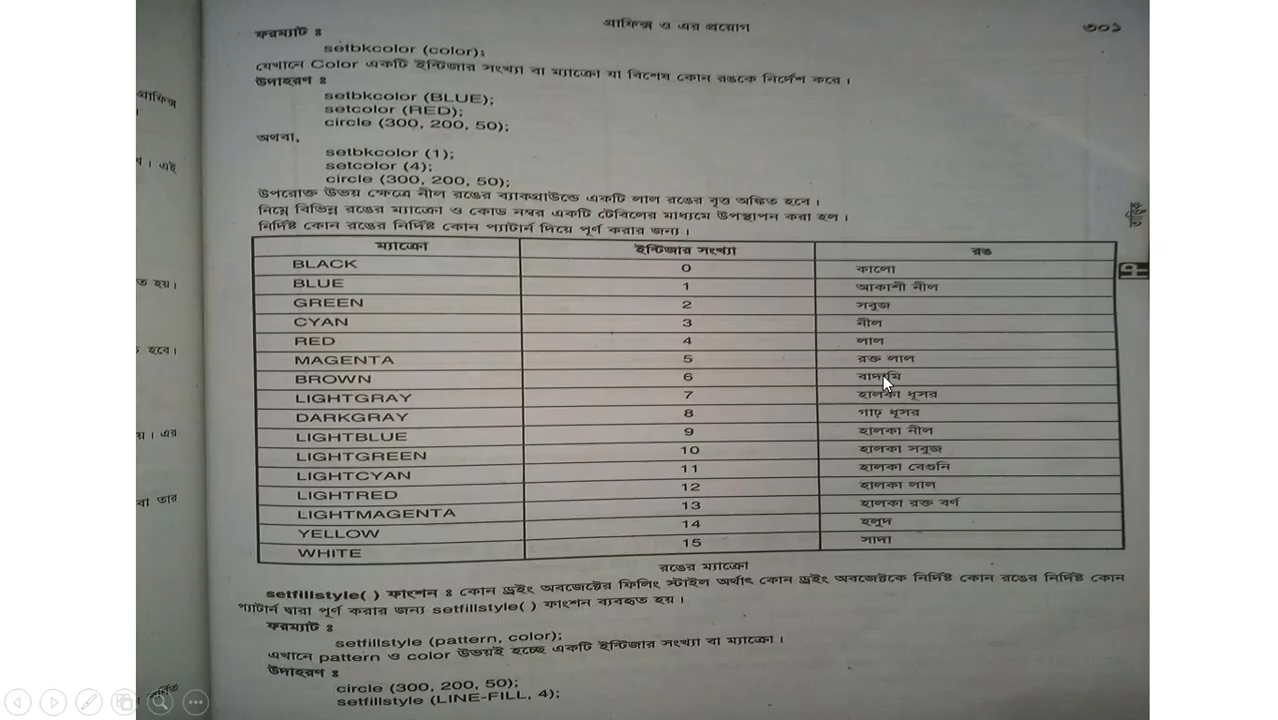 গ্রাফিক্স ও এর প্রয়োগ ৩০১
ফরম্যাট ঃ
setbkcolor (color);
যেখানে Color একটি ইন্টিজার সংখ্যা বা ম্যাক্রো যা বিশেষ কোন রঙকে নির্দেশ করে।
উদাহরণ ঃ
setbkcolor (BLUE);
setcolor (RED);
circle (300, 200, 50);
অথবা,
setbkcolor (1);
setcolor (4);
circle (300, 200, 50);
উপরোক্ত উভয় ক্ষেত্রে নীল রঙের ব্যাকগ্রাউন্ডে একটি লাল রঙের বৃত্ত অঙ্কিত হবে।
নিম্নে বিভিন্ন রঙের ম্যাক্রো ও কোড নম্বর একটি টেবিলের মাধ্যমে উপস্থাপন করা হল।
নির্দিষ্ট কোন রঙের নির্দিষ্ট কোন প্যাটার্ন দিয়ে পূর্ণ করার জন্য।
ম্যাক্রো ইন্টিজার সংখ্যা রঙ
BLACK 0 কালো
BLUE 1 আকাশী নীল
GREEN 2 সবুজ
CYAN 3 নীল
RED 4 লাল
MAGENTA 5 রক্ত লাল
BROWN 6 বাদামি
LIGHTGRAY 7 হালকা ধূসর
DARKGRAY 8 গাঢ় ধূসর
LIGHTBLUE 9 হালকা নীল
LIGHTGREEN 10 হালকা সবুজ
LIGHTCYAN 11 হালকা বেগুনি
LIGHTRED 12 হালকা লাল
LIGHTMAGENTA 13 হালকা রক্ত বর্ণ
YELLOW 14 হলুদ
WHITE 15 সাদা
রঙের ম্যাক্রো
setfillstyle( ) ফাংশন ঃ কোন ড্রইং অবজেক্টের ফিলিং স্টাইল অর্থাৎ কোন ড্রইং অবজেক্টকে নির্দিষ্ট কোন রঙের নির্দিষ্ট কোন
প্যাটার্ন দ্বারা পূর্ণ করার জন্য setfillstyle( ) ফাংশন ব্যবহৃত হয়।
ফরম্যাট ঃ
setfillstyle (pattern, color);
এখানে pattern ও color উভয়ই হচ্ছে একটি ইন্টিজার সংখ্যা বা ম্যাক্রো।
উদাহরণ ঃ
circle (300, 200, 50);
setfillstyle (LINE-FILL, 4);
গ্রাফিক্স
। এই
ত হয়।
হবে।
য়। এর
বা তার